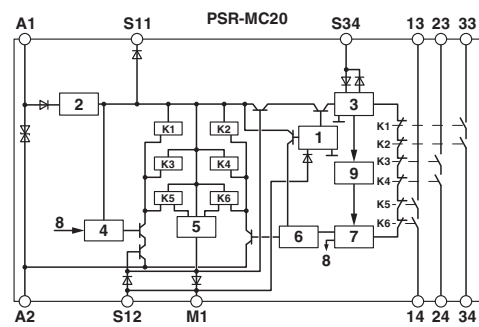 PSR-MC20
A1 S11 S34 13 23 33
2 3
K1 K2 1 K1
K2
K3 K4 K3
9
K4
K5 K6 K5
8 4 5 6 7 K6
8
A2 S12 M1 14 24 34